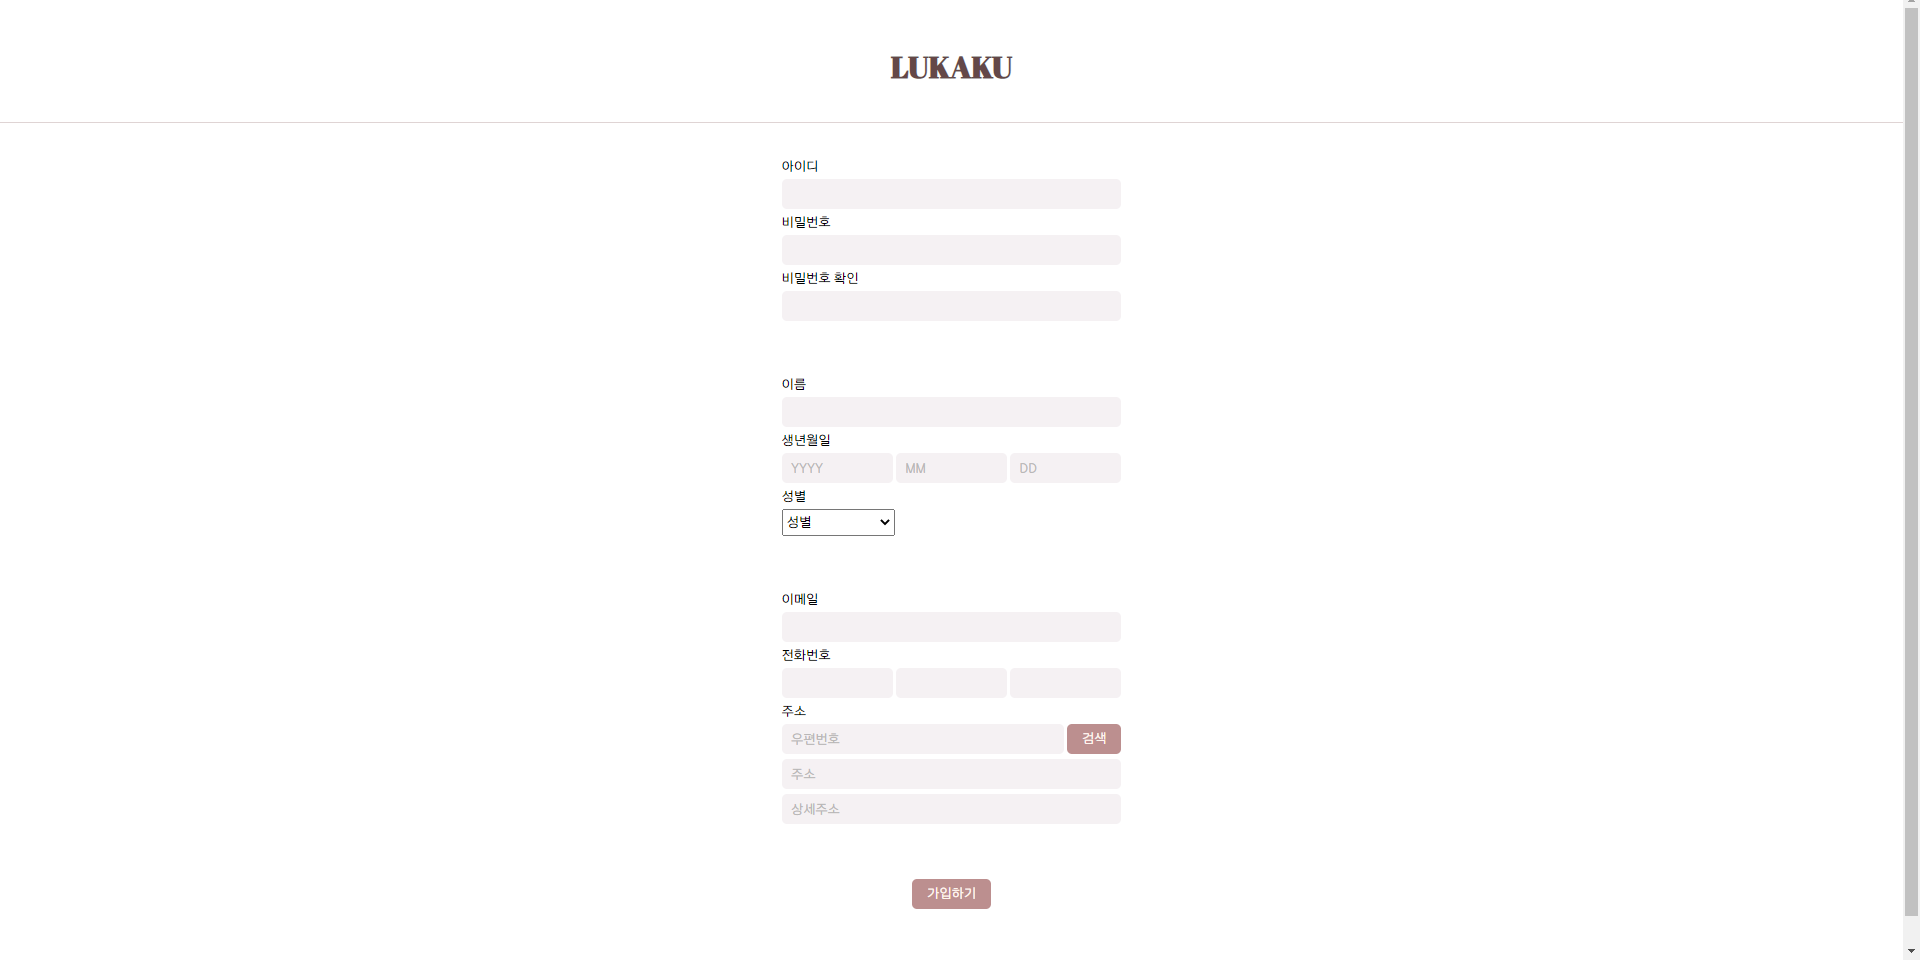 LUKAKU
아이디
비밀번호
비밀번호 확인
이름
생년월일
YYYY MM DD
성별
성별
이메일
전화번호
주소
우편번호 검색
주소
상세주소
가입하기